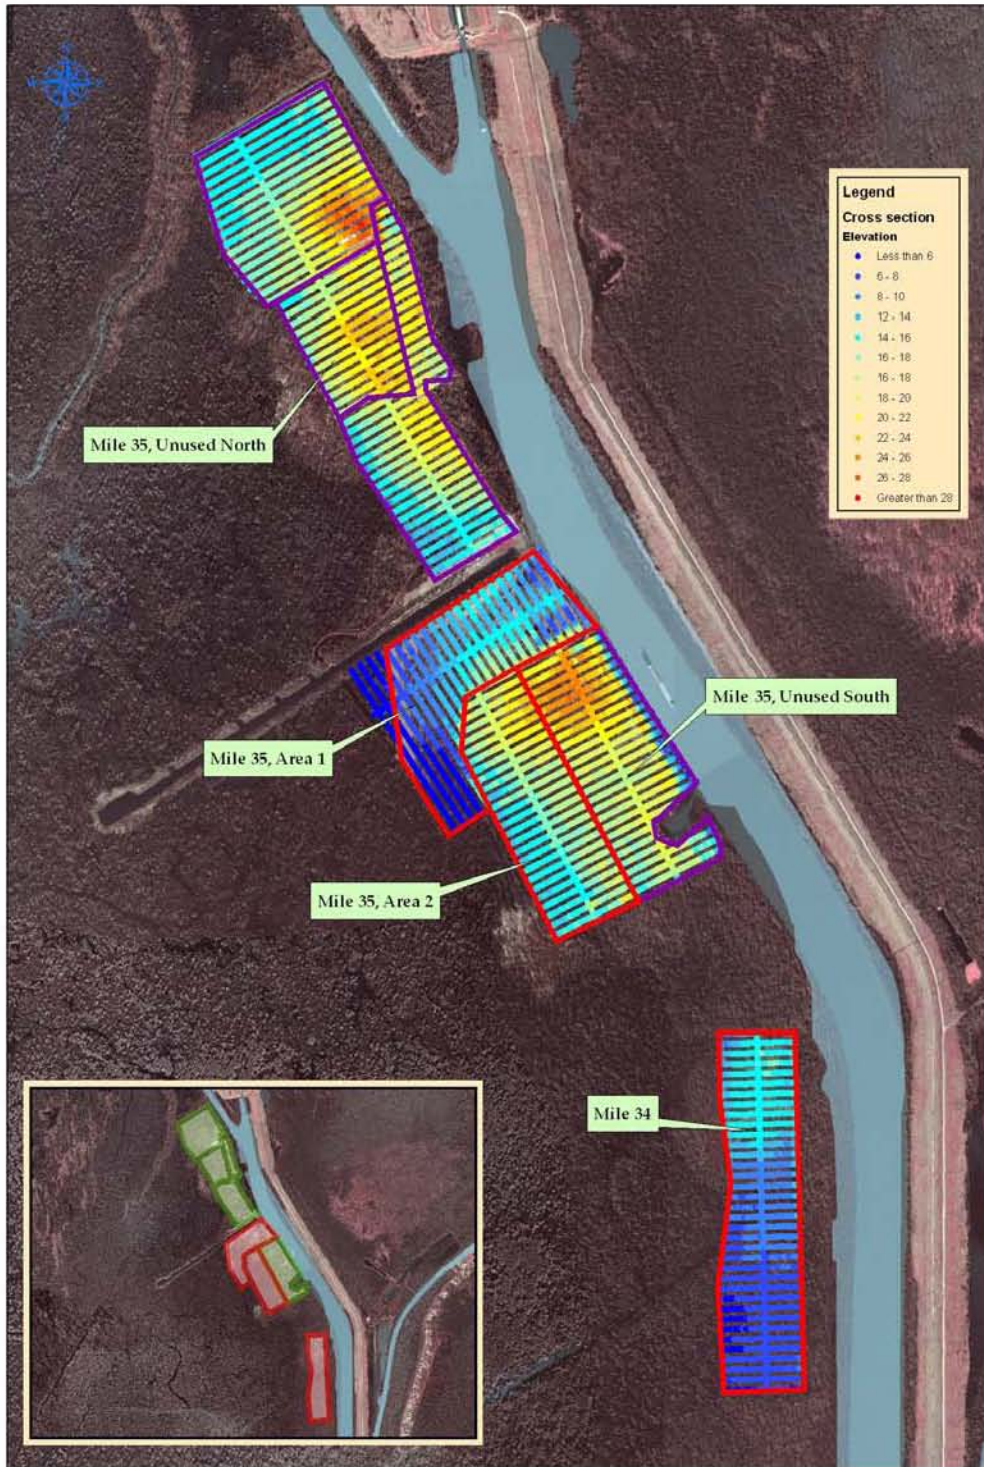 Legend
Cross section
Elevation
Less than 6
6 - 8
8 - 10
12 - 14
14 - 16
16 - 18
16 - 18
18 - 20
20 - 22
22 - 24
24 - 26
26 - 28
Greater than 28
Mile 35, Unused North
Mile 35, Unused South
Mile 35, Area 1
Mile 35, Area 2
Mile 34